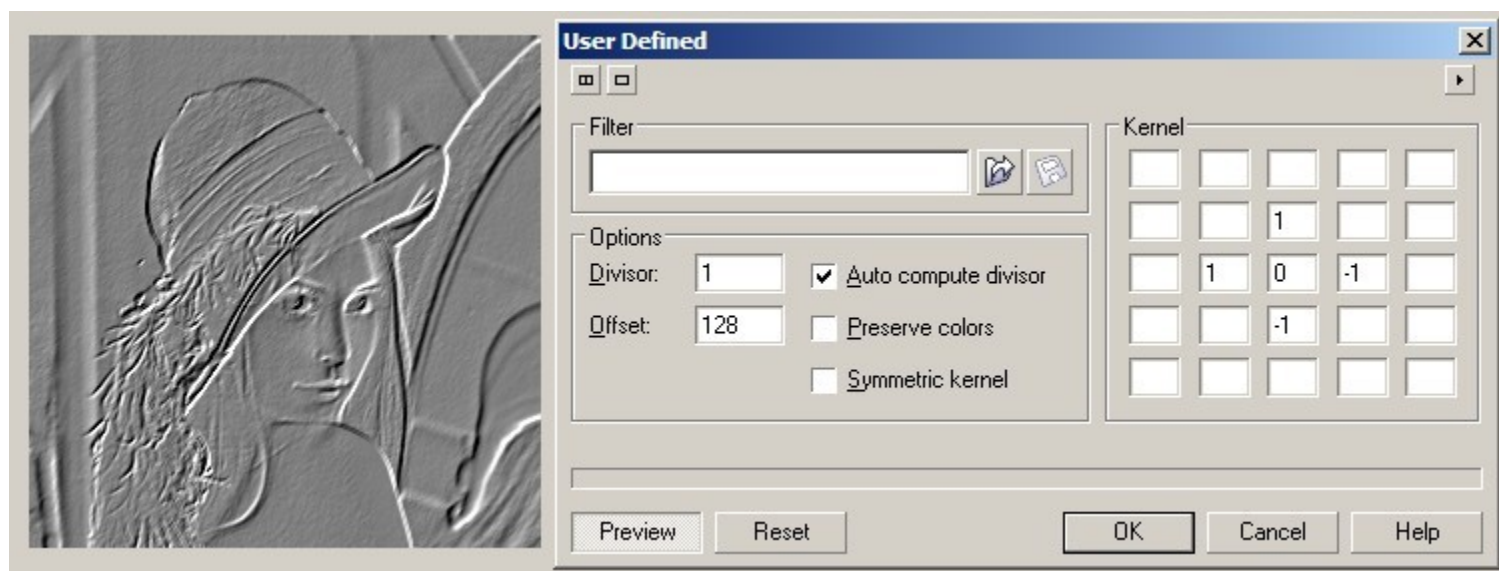 User Defined
Filter
Kernel
1
1 0 -1
-1
Options
Divisor: 1
Auto compute divisor
Offset: 128
Preserve colors
Symmetric kernel
Preview Reset OK Cancel Help